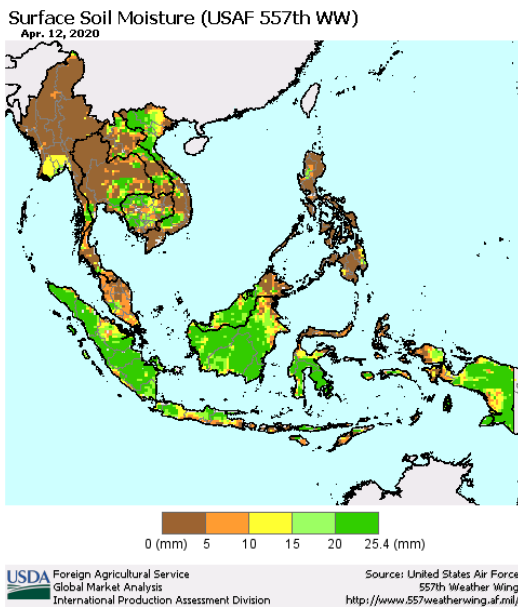 Surface Soil Moisture (USAF 557th WW)
Apr. 12, 2020
0 (mm) 5 10 15 20 25.4 (mm)
USDA Foreign Agricultural Service
Global Market Analysis
International Production Assessment Division
Source: United States Air Force
557th Weather Wing
http://www.557weatherwing.af.mil/